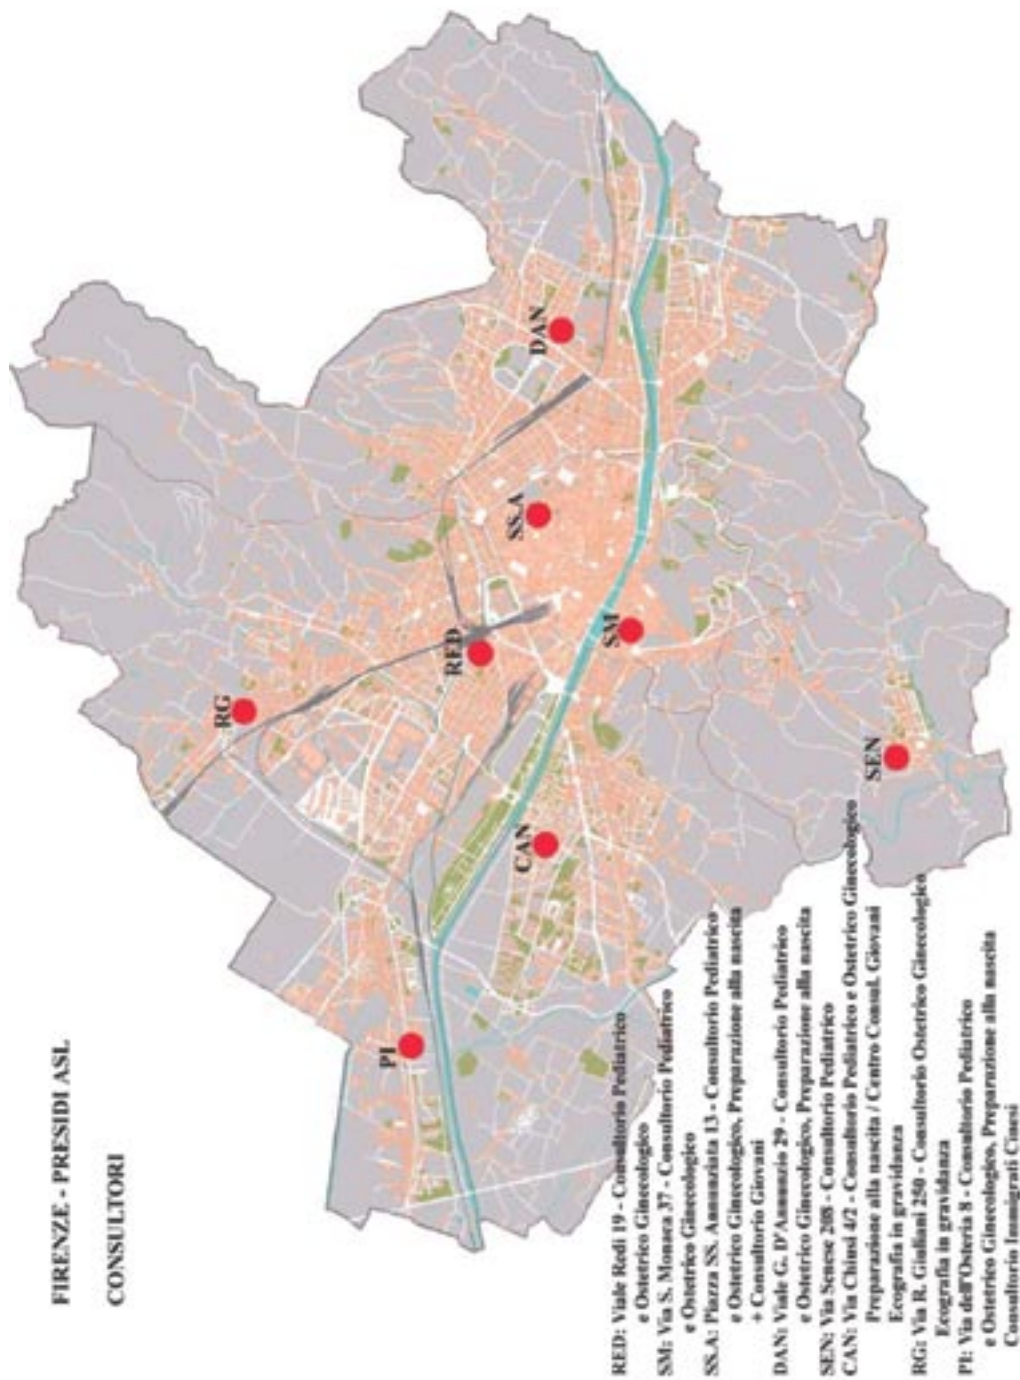 FIRENZE - PRESIDI ASL
CONSULTORI
RG
RED
SS.A
DAN
PI
CAN
SM
SEN
RED: Viale Redi 19 - Consultorio Pediatrico
e Ostetrico Ginecologico
SM: Via S. Monaca 37 - Consultorio Pediatrico
e Ostetrico Ginecologico
SS.A: Piazza SS. Annunziata 13 - Consultorio Pediatrico
e Ostetrico Ginecologico, Preparazione alla nascita
+ Consultorio Giovani
DAN: Viale G. D'Annunzio 29 - Consultorio Pediatrico
e Ostetrico Ginecologico, Preparazione alla nascita
SEN: Via Senese 208 - Consultorio Pediatrico
CAN: Via Chiusi 4/2 - Consultorio Pediatrico e Ostetrico Ginecologico
Preparazione alla nascita / Centro Consul. Giovani
Ecografia in gravidanza
RG: Via R. Giuliani 250 - Consultorio Ostetrico Ginecologico
Ecografia in gravidanza
PI: Via dell'Osteria 8 - Consultorio Pediatrico
e Ostetrico Ginecologico, Preparazione alla nascita
Consultorio Immigrati Cinesi